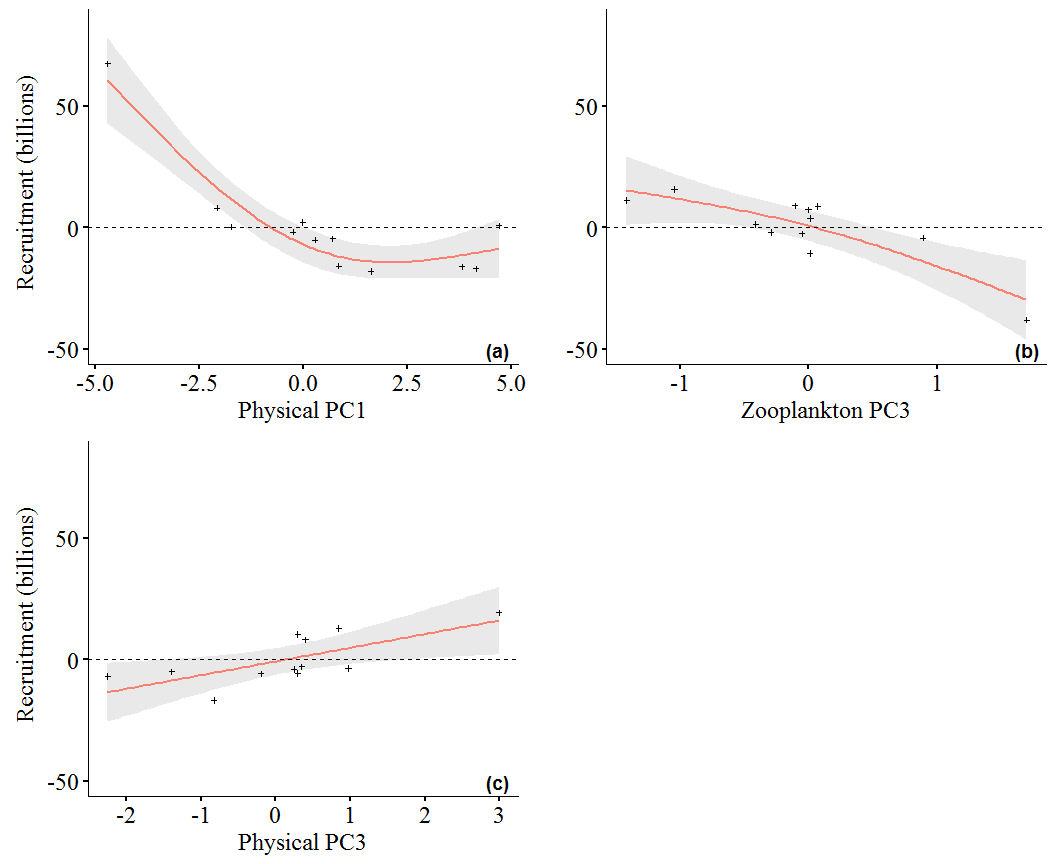 Recruitment (billions)
50
0
-50
(a)
-5.0 -2.5 0.0 2.5 5.0
Physical PC1
50
0
-50
(b)
-1 0 1
Zooplankton PC3
Recruitment (billions)
50
0
-50
(c)
-2 -1 0 1 2 3
Physical PC3